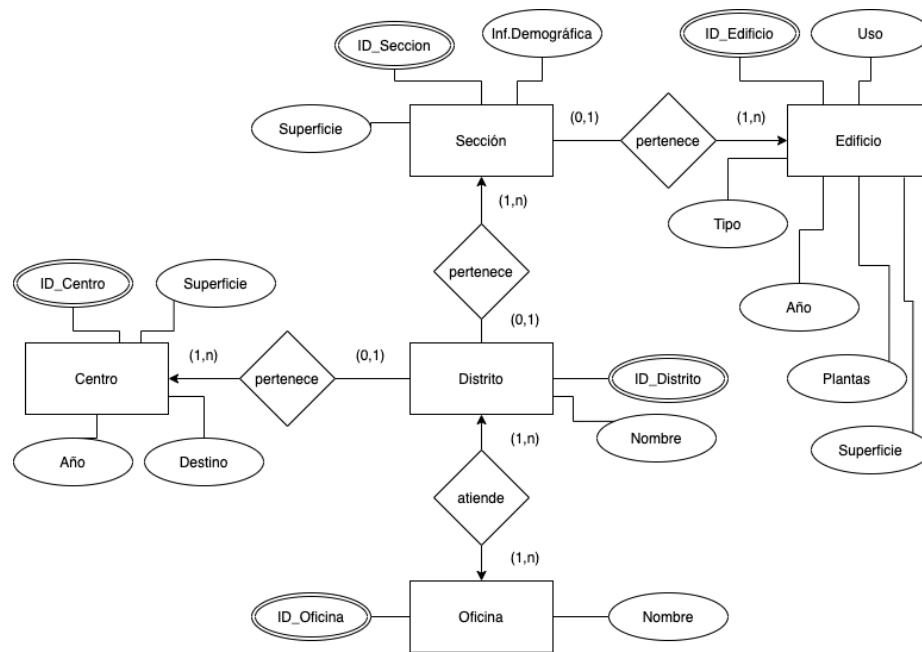 ID_Seccion
Inf.Demográfica
ID_Edificio
Uso
Superficie
Sección
(0,1)
pertenece
(1,n)
Edificio
(1,n)
Tipo
pertenece
ID_Centro
Superficie
Año
(0,1)
(1,n)
(0,1)
Centro
pertenece
Distrito
ID_Distrito
Plantas
Nombre
(1,n)
Año
Destino
Superficie
atiende
(1,n)
ID_Oficina
Oficina
Nombre